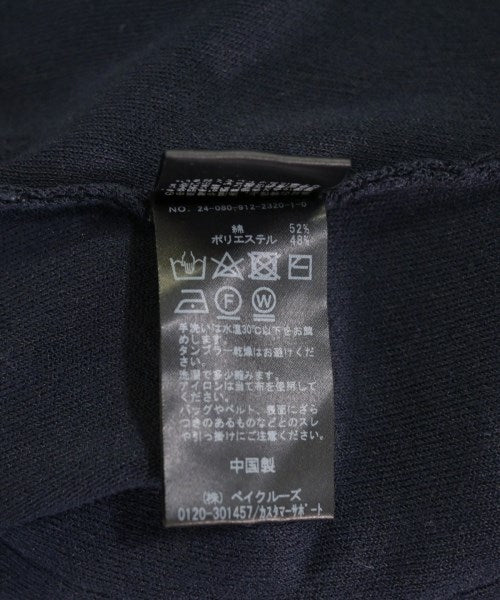 NO. 24-080-912-2320-1-0
綿 52%
ポリエステル 48%
F W
手洗いは水温30℃以下をお薦
めします。
タンブラー乾燥はお避けくだ
さい。
洗濯で多少縮みます。
アイロンは当て布を使用して
ください。
バッグやベルト、表面にざら
つきのあるものなどとのスレ
や引っ掛けにご注意ください。
中国製
(株) ベイクルーズ
0120-301457/カスタマーサポート